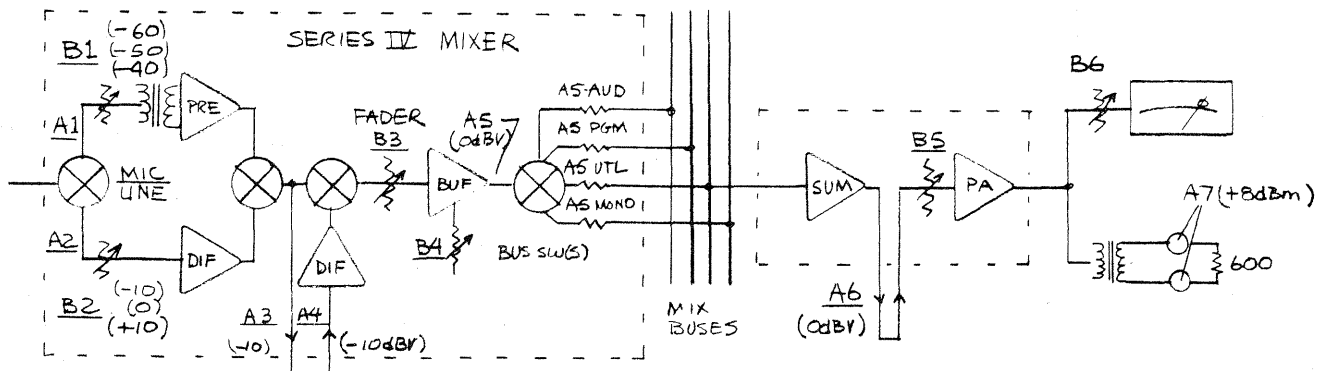 SERIES IV MIXER
B1
(-60)
(-50)
(-40)
PRE
A1
MIC
LINE
A2
DIF
B2
(-10)
(0)
(+10)
A3
(-10)
A4
(-10dBV)
DIF
FADER
B3
BUF
B4
A5
(0dBV)
A5-AUD
A5 PGM
A5 UTL
A5 MONO
BUS SW(S)
MIX
BUSES
SUM
A6
(0dBV)
B5
PA
B6
A7 (+8dBm)
600